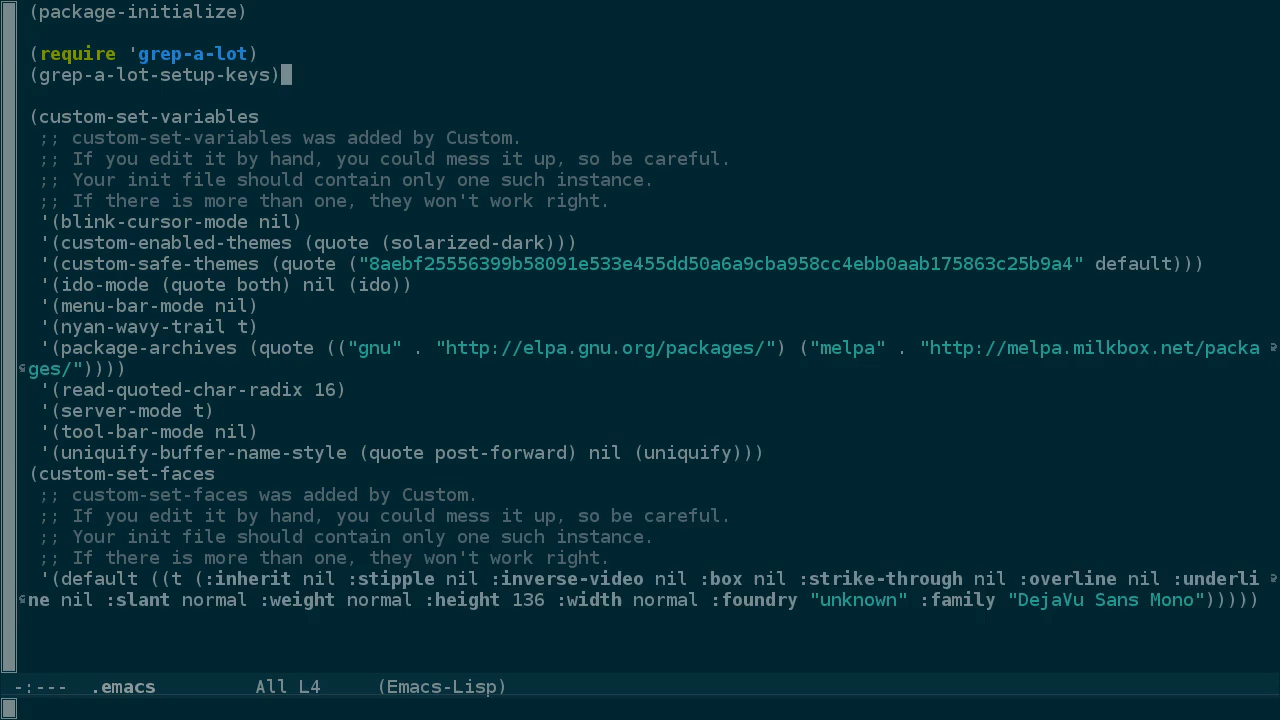 (package-initialize)
(require 'grep-a-lot)
(grep-a-lot-setup-keys)
(custom-set-variables
 ;; custom-set-variables was added by Custom.
 ;; If you edit it by hand, you could mess it up, so be careful.
 ;; Your init file should contain only one such instance.
 ;; If there is more than one, they won't work right.
 '(blink-cursor-mode nil)
 '(custom-enabled-themes (quote (solarized-dark)))
 '(custom-safe-themes (quote ("8aebf25556399b58091e533e455dd50a6a9cba958cc4ebb0aab175863c25b9a4" default)))
 '(ido-mode (quote both) nil (ido))
 '(menu-bar-mode nil)
 '(nyan-wavy-trail t)
 '(package-archives (quote (("gnu" . "http://elpa.gnu.org/packages/") ("melpa" . "http://melpa.milkbox.net/packa
ges/"))))
 '(read-quoted-char-radix 16)
 '(server-mode t)
 '(tool-bar-mode nil)
 '(uniquify-buffer-name-style (quote post-forward) nil (uniquify)))
(custom-set-faces
 ;; custom-set-faces was added by Custom.
 ;; If you edit it by hand, you could mess it up, so be careful.
 ;; Your init file should contain only one such instance.
 ;; If there is more than one, they won't work right.
 '(default ((t (:inherit nil :stipple nil :inverse-video nil :box nil :strike-through nil :overline nil :underli
ne nil :slant normal :weight normal :height 136 :width normal :foundry "unknown" :family "DejaVu Sans Mono")))))
-:---  .emacs         All L4     (Emacs-Lisp)